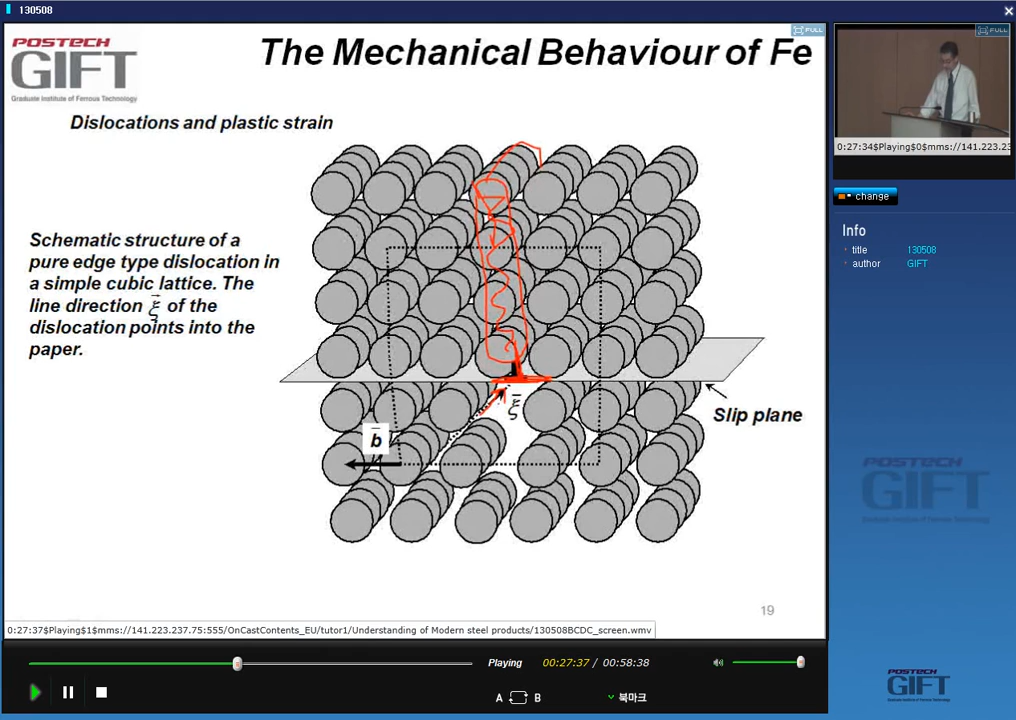 130508
POSTECH
GIFT
Graduate Institute of Ferrous Technology
The Mechanical Behaviour of Fe
FULL
FULL
Dislocations and plastic strain
Schematic structure of a
pure edge type dislocation in
a simple cubic lattice. The
line direction ξ of the
dislocation points into the
paper.
b
ξ
Slip plane
19
0:27:37$Playing$1$mms://141.223.237.75:555/OnCastContents_EU/tutor1/Understanding of Modern steel products/130508BCDC_screen.wmv
0:27:34$Playing$0$mms://141.223.23
change
Info
title 130508
author GIFT
POSTECH
GIFT
Playing 00:27:37 / 00:58:38
A B 북마크
POSTECH
GIFT